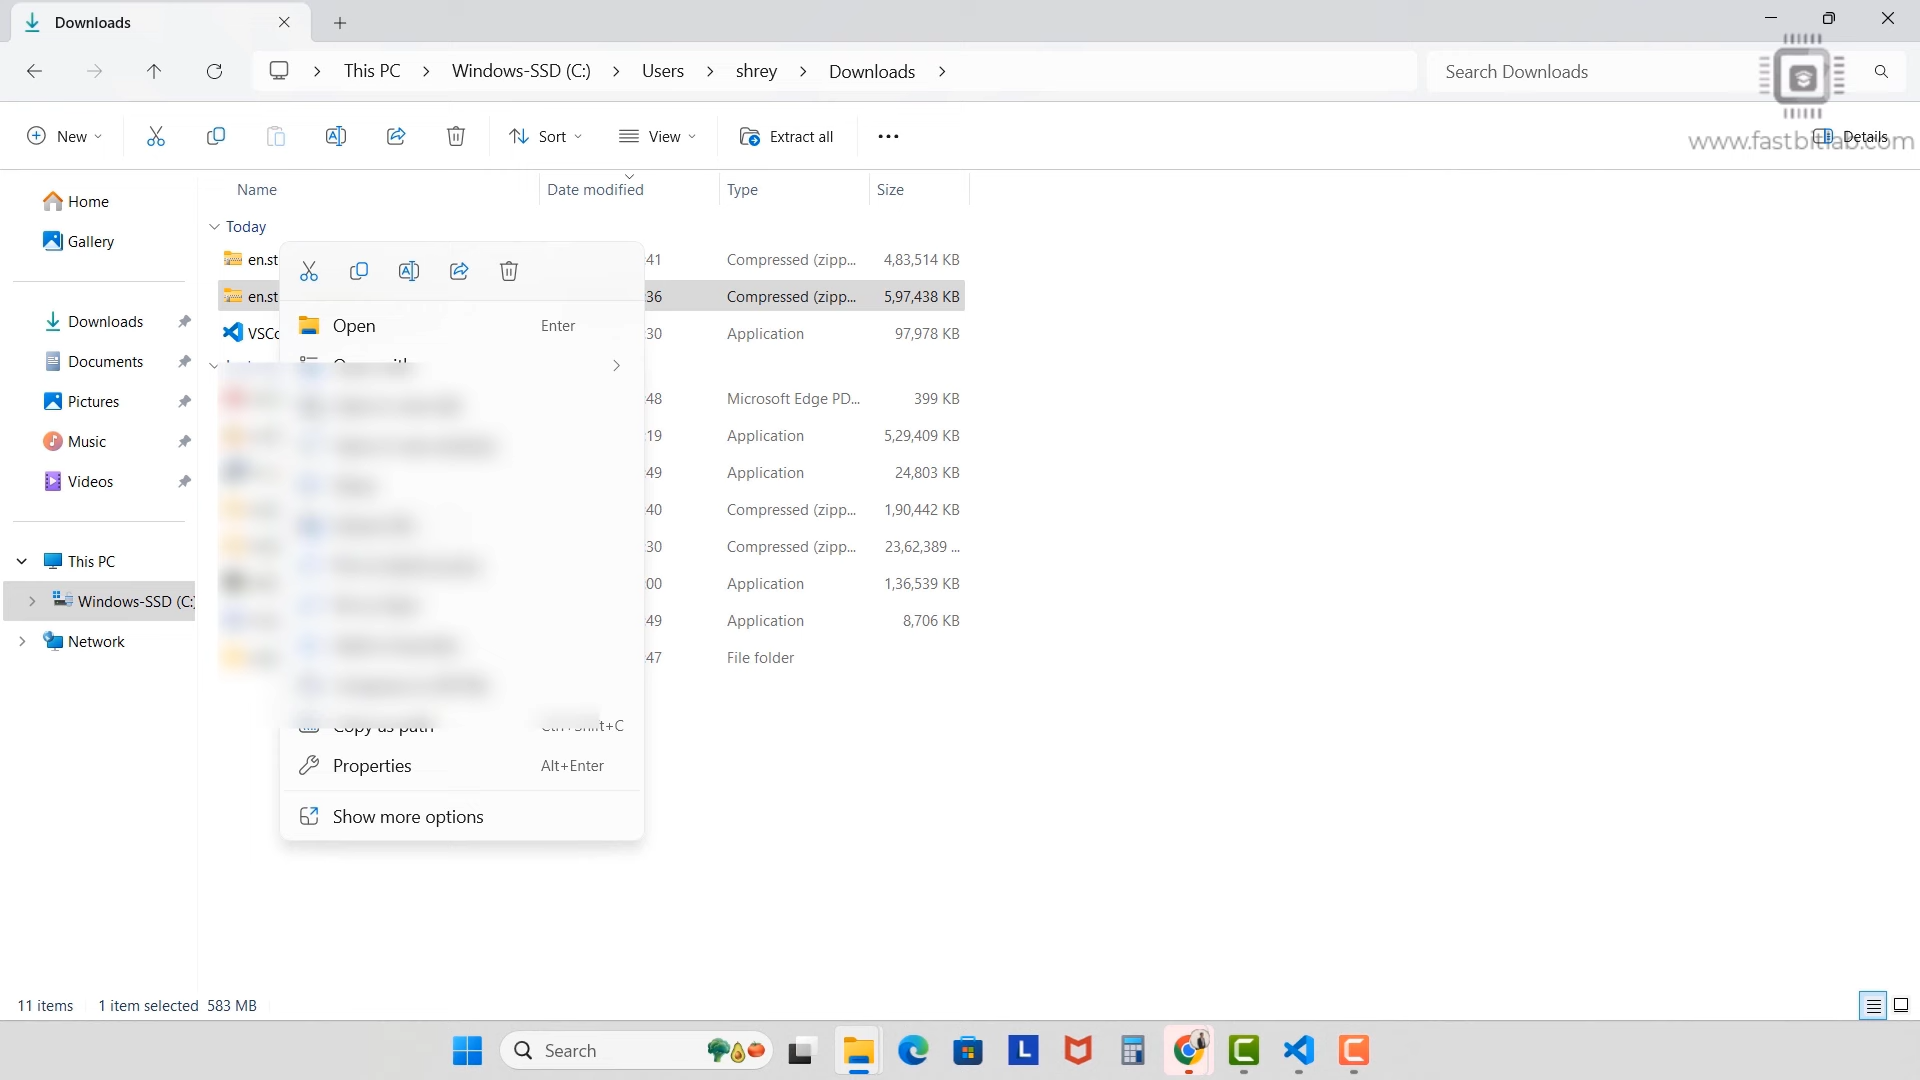 Downloads
This PC
Windows-SSD (C:)
Users
shrey
Downloads
Search Downloads
New
Sort
View
Extract all
Details
www.fastbitlab.com
Name
Date modified
Type
Size
Home
Gallery
Downloads
Documents
Pictures
Music
Videos
This PC
Windows-SSD (C:)
Network
Today
en.st
41
Compressed (zipp...
4,83,514 KB
en.st
36
Compressed (zipp...
5,97,438 KB
VSCo
30
Application
97,978 KB
48
Microsoft Edge PD...
399 KB
19
Application
5,29,409 KB
49
Application
24,803 KB
40
Compressed (zipp...
1,90,442 KB
30
Compressed (zipp...
23,62,389 ...
00
Application
1,36,539 KB
49
Application
8,706 KB
47
File folder
Open
Enter
Copy as path
Ctrl+Shift+C
Properties
Alt+Enter
Show more options
11 items
1 item selected
583 MB
Search